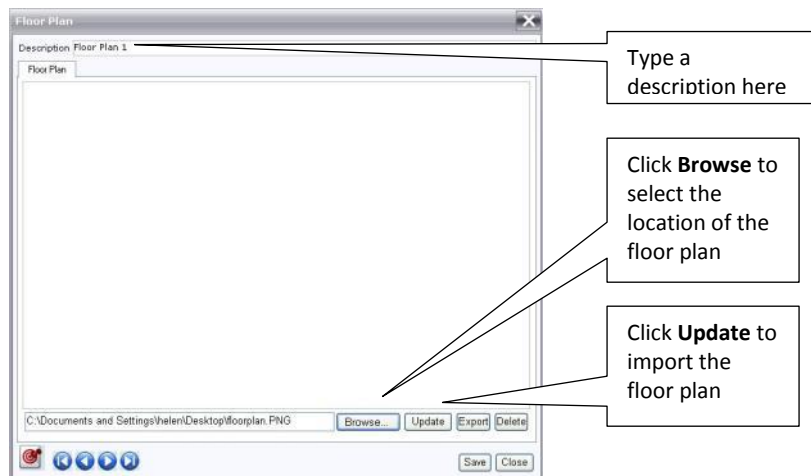 Floor Plan
Description Floor Plan 1
Floor Plan
C:\Documents and Settings\helen\Desktop\floorplan.PNG
Browse... Update Export Delete
Save Close
Type a
description here
Click Browse to
select the
location of the
floor plan
Click Update to
import the
floor plan